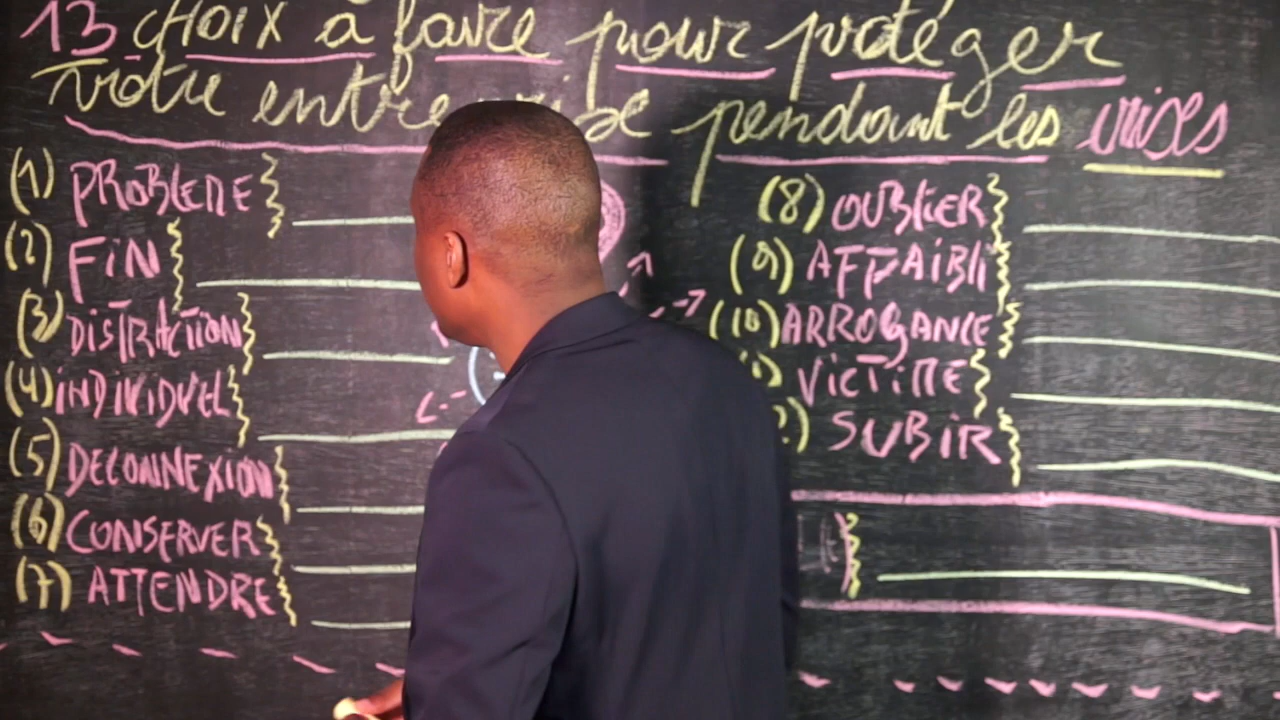 13 choix à faire pour protéger
votre entreprise pendant les crises
(1) PROBLEME
(2) FIN
(3) DISTRACTION
(4) INDIVIDUEL
(5) DECONNEXION
(6) CONSERVER
(7) ATTENDRE
(8) OUBLIER
(9) AFFAIBLI
(10) ARROGANCE
VICTIME
SUBIR